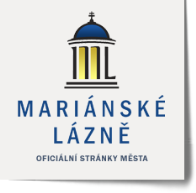 MARIÁNSKÉ
LÁZNĚ
OFICIÁLNÍ STRÁNKY MĚSTA